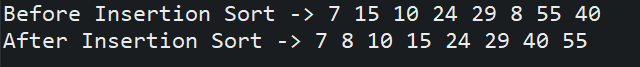 Before Insertion Sort -> 7 15 10 24 29 8 55 40
After Insertion Sort -> 7 8 10 15 24 29 40 55